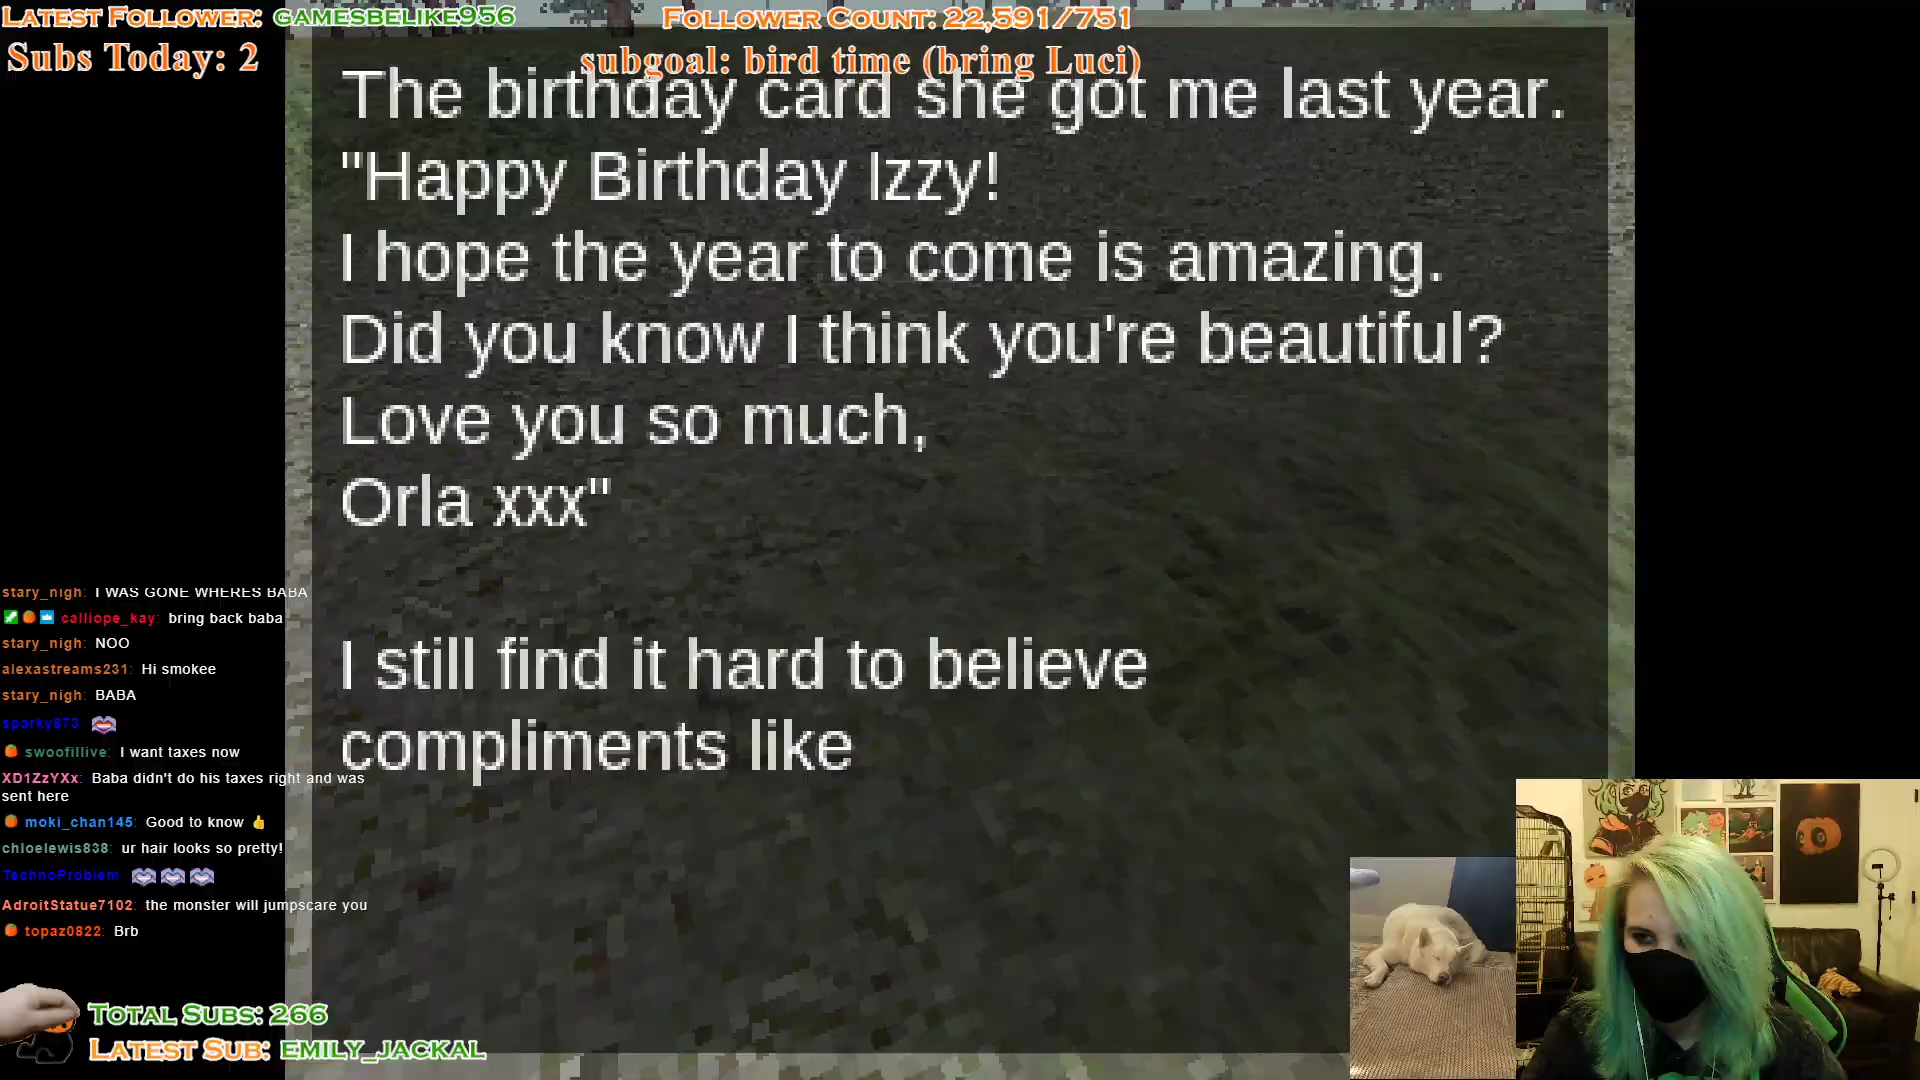 LATEST FOLLOWER: GAMESBELIKE956
FOLLOWER COUNT: 22,591/751
Subs Today: 2
subgoal: bird time (bring Luci)
The birthday card she got me last year.
"Happy Birthday Izzy!
I hope the year to come is amazing.
Did you know I think you're beautiful?
Love you so much,
Orla xxx"
I still find it hard to believe
compliments like
stary_nigh: I WAS GONE WHERES BABA
calliope_kay: bring back baba
stary_nigh: NOO
alexastreams231: Hi smokee
stary_nigh: BABA
sparky873
swoofillive: I want taxes now
XD1ZzYXx: Baba didn't do his taxes right and was
sent here
moki_chan145: Good to know 👍
chloelewis838: ur hair looks so pretty!
TechnoProblem
AdroitStatue7102: the monster will jumpscare you
topaz0822: Brb
TOTAL SUBS: 266
LATEST SUB: EMILY_JACKAL